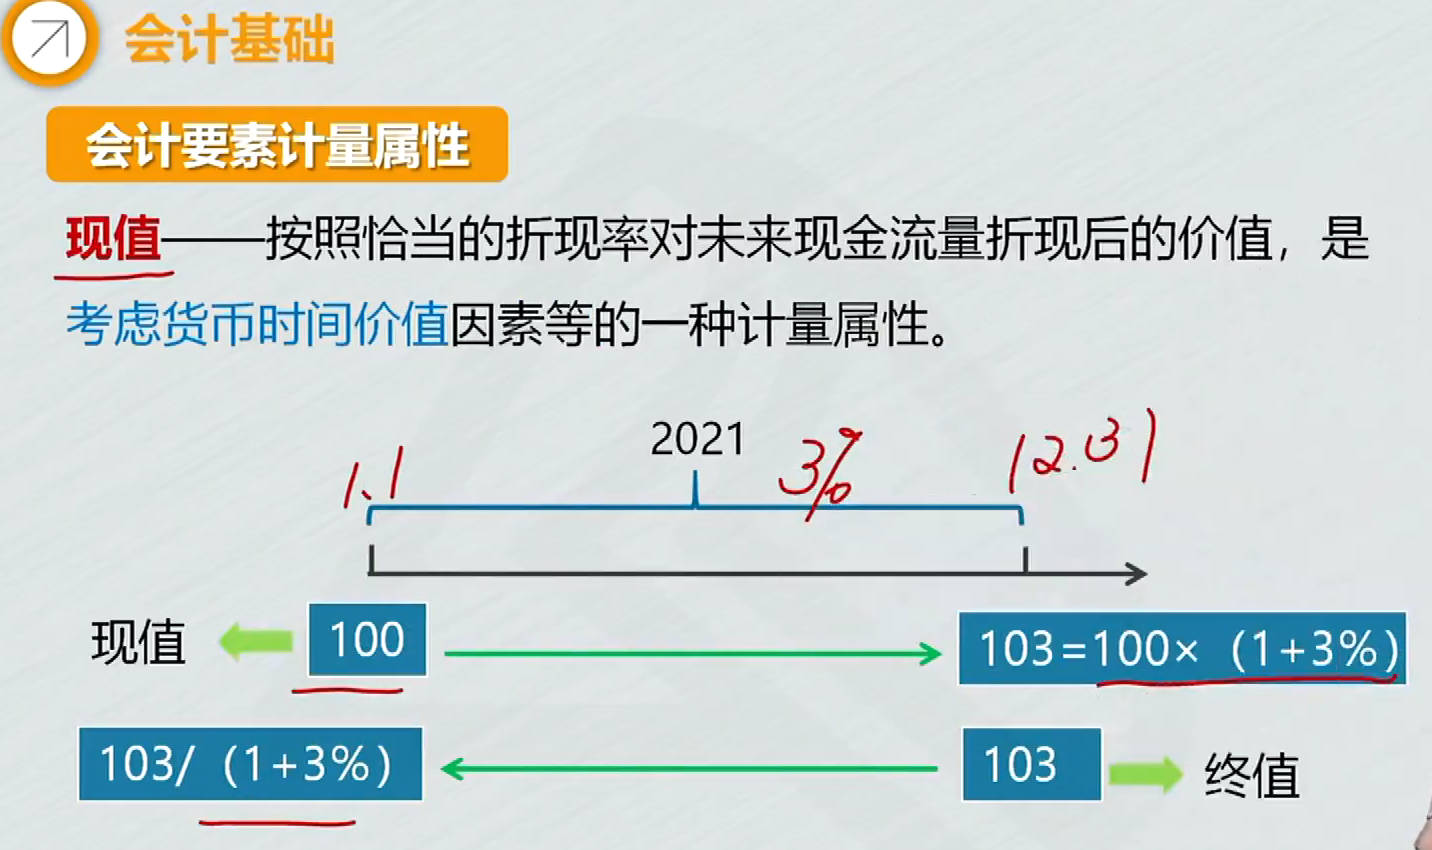 会计基础
会计要素计量属性
现值——按照恰当的折现率对未来现金流量折现后的价值，是
考虑货币时间价值因素等的一种计量属性。
1.1 2021 3% 12.31
现值 100 103=100×（1+3%）
103/（1+3%） 103 终值